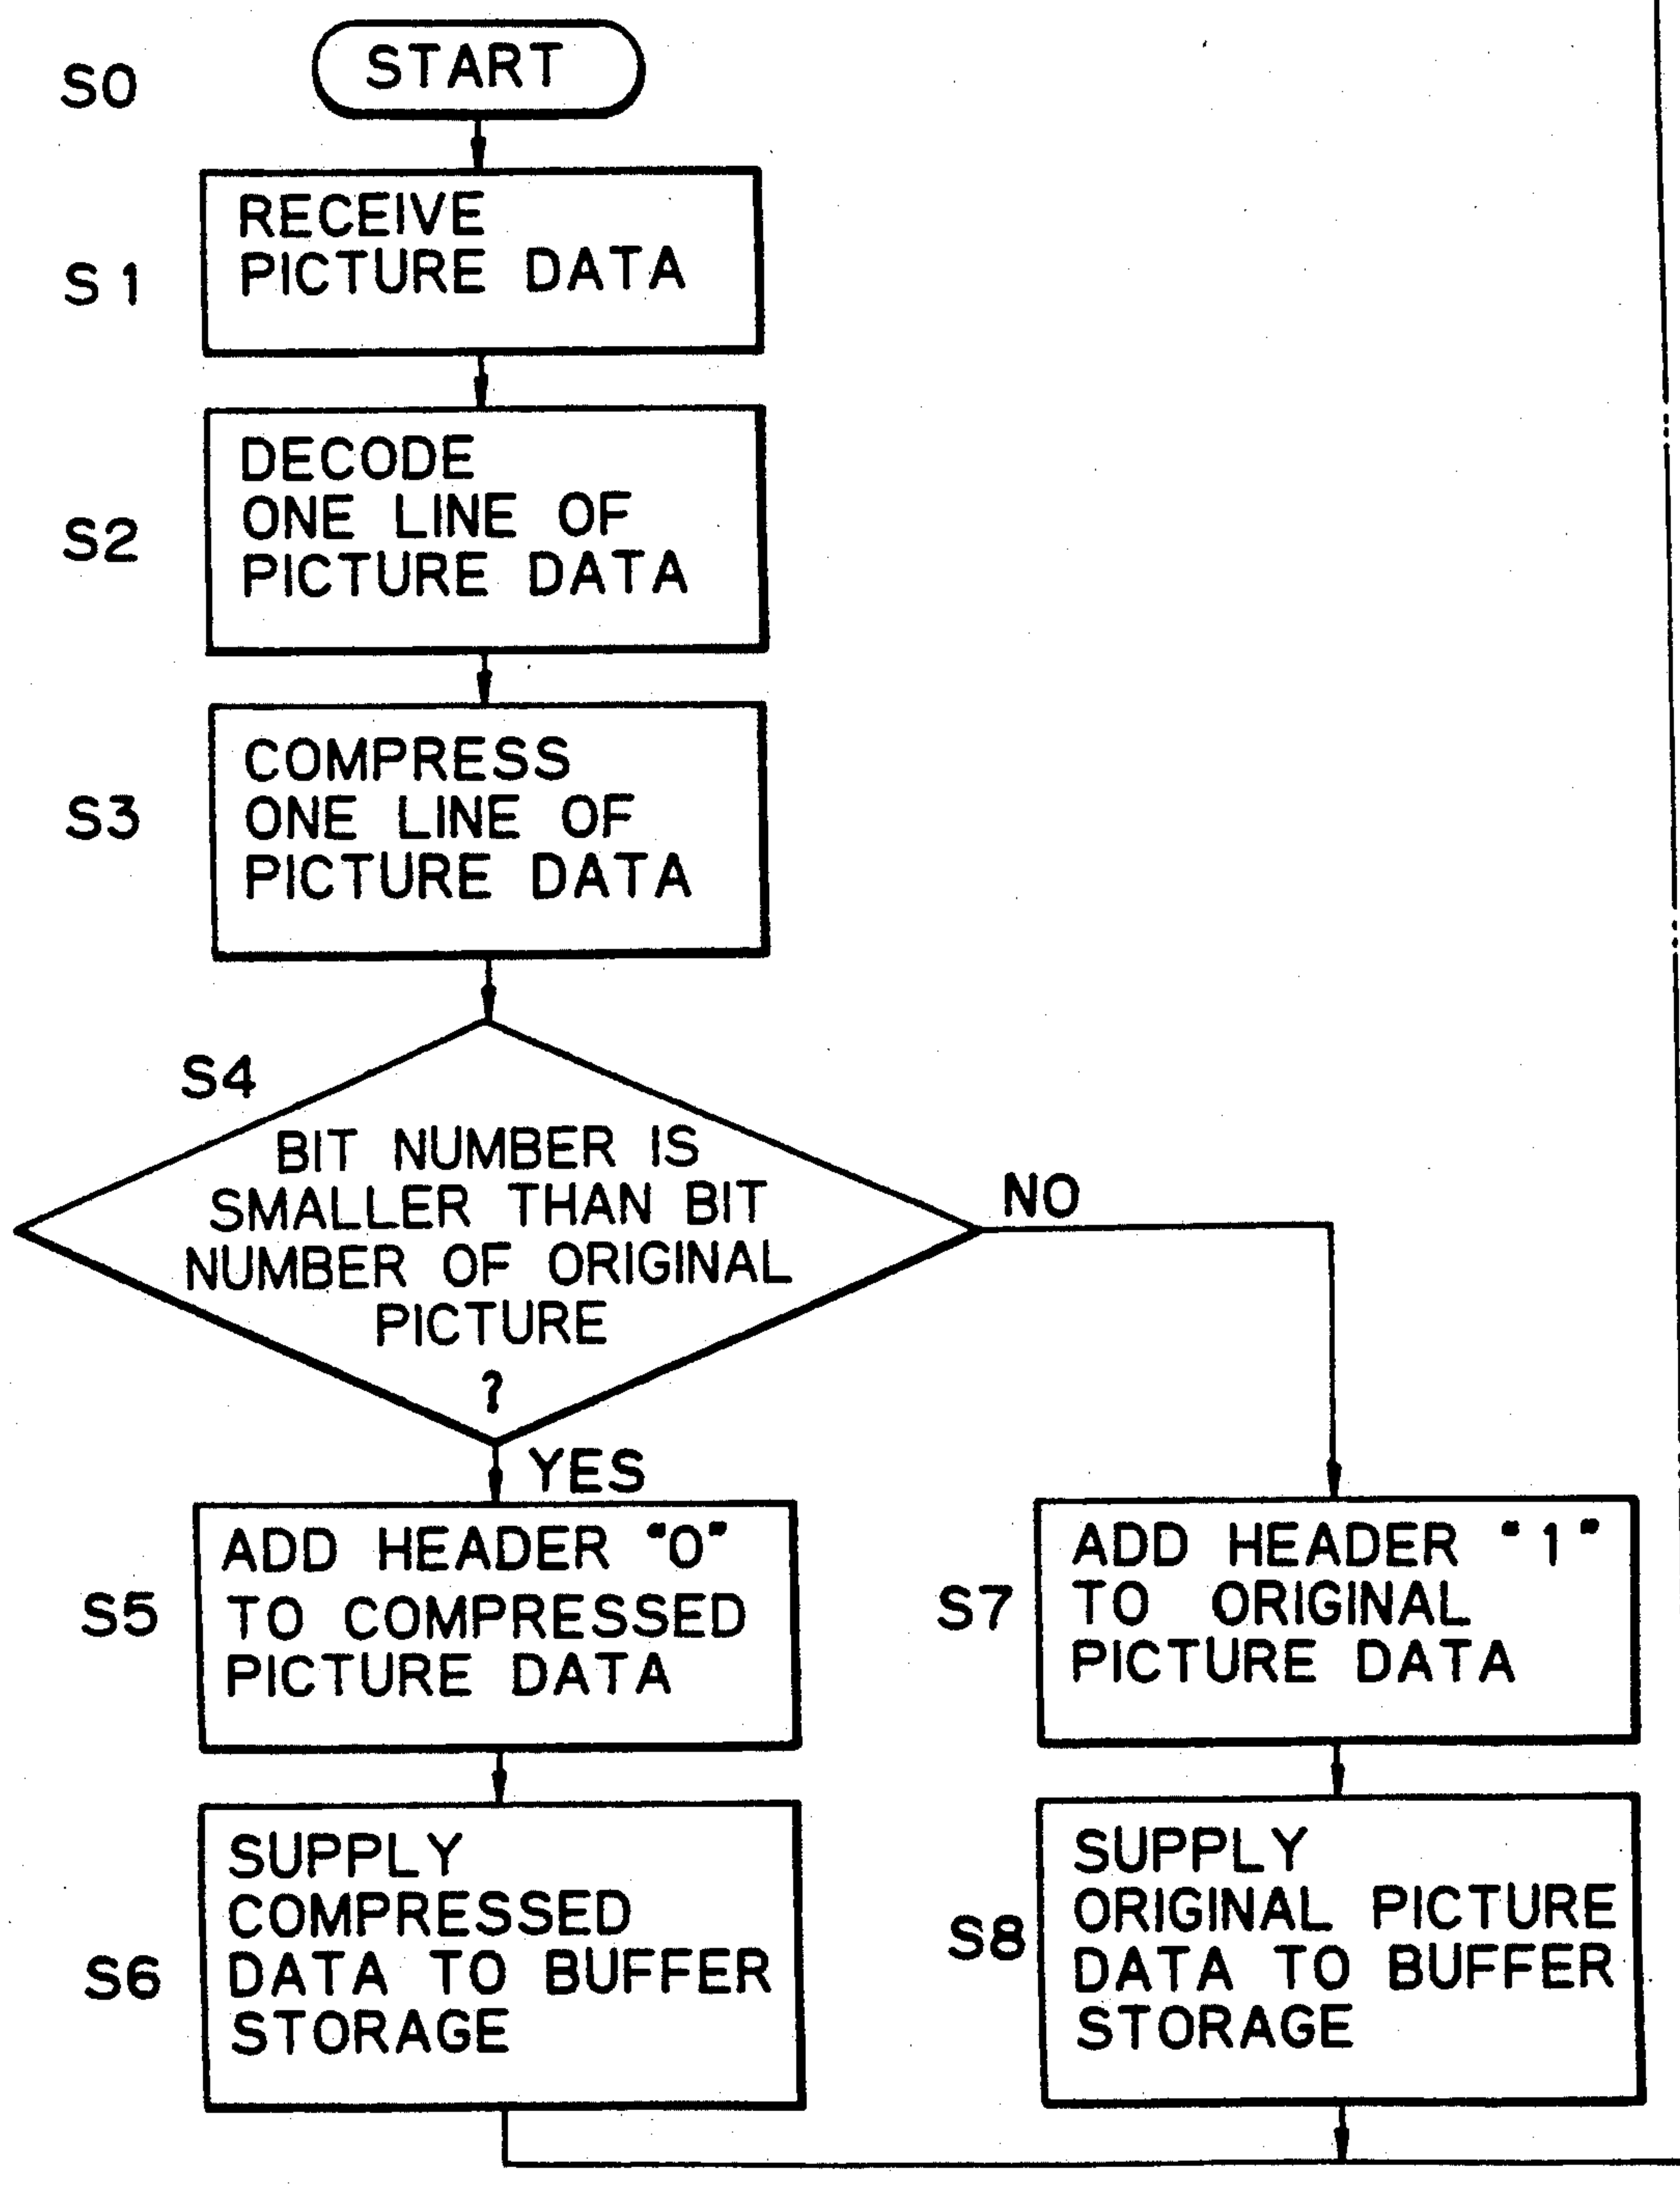 S0
START
S1
RECEIVE
PICTURE DATA
S2
DECODE
ONE LINE OF
PICTURE DATA
S3
COMPRESS
ONE LINE OF
PICTURE DATA
S4
BIT NUMBER IS
SMALLER THAN BIT
NUMBER OF ORIGINAL
PICTURE
?
NO
YES
S5
ADD HEADER "0"
TO COMPRESSED
PICTURE DATA
S7
ADD HEADER "1"
TO ORIGINAL
PICTURE DATA
S6
SUPPLY
COMPRESSED
DATA TO BUFFER
STORAGE
S8
SUPPLY
ORIGINAL PICTURE
DATA TO BUFFER
STORAGE